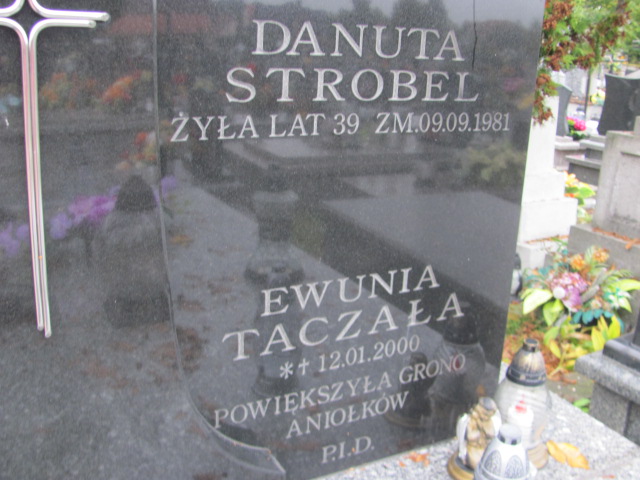 DANUTA
STROBEL
ŻYŁA LAT 39 ZM.09.09.1981
EWUNIA
TACZAŁA
*✝ 12.01.2000
POWIĘKSZYŁA GRONO
ANIOŁKÓW
P.I.D.